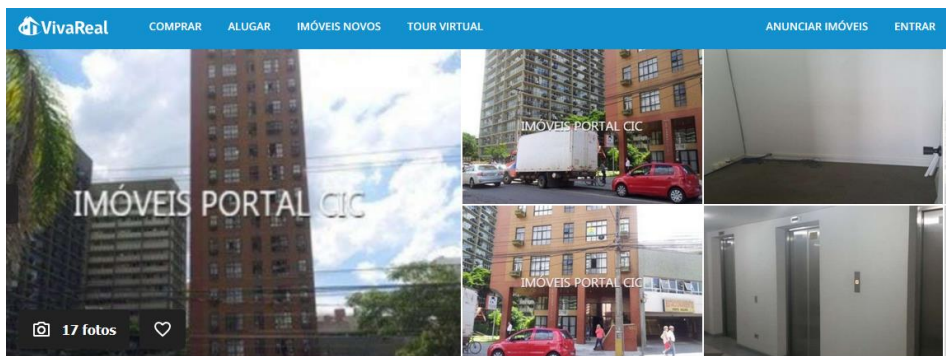 VivaReal COMPRAR ALUGAR IMÓVEIS NOVOS TOUR VIRTUAL ANUNCIAR IMÓVEIS ENTRAR
IMÓVEIS PORTAL CIC
IMÓVEIS PORTAL CIC
IMÓVEIS PORTAL CIC
17 fotos